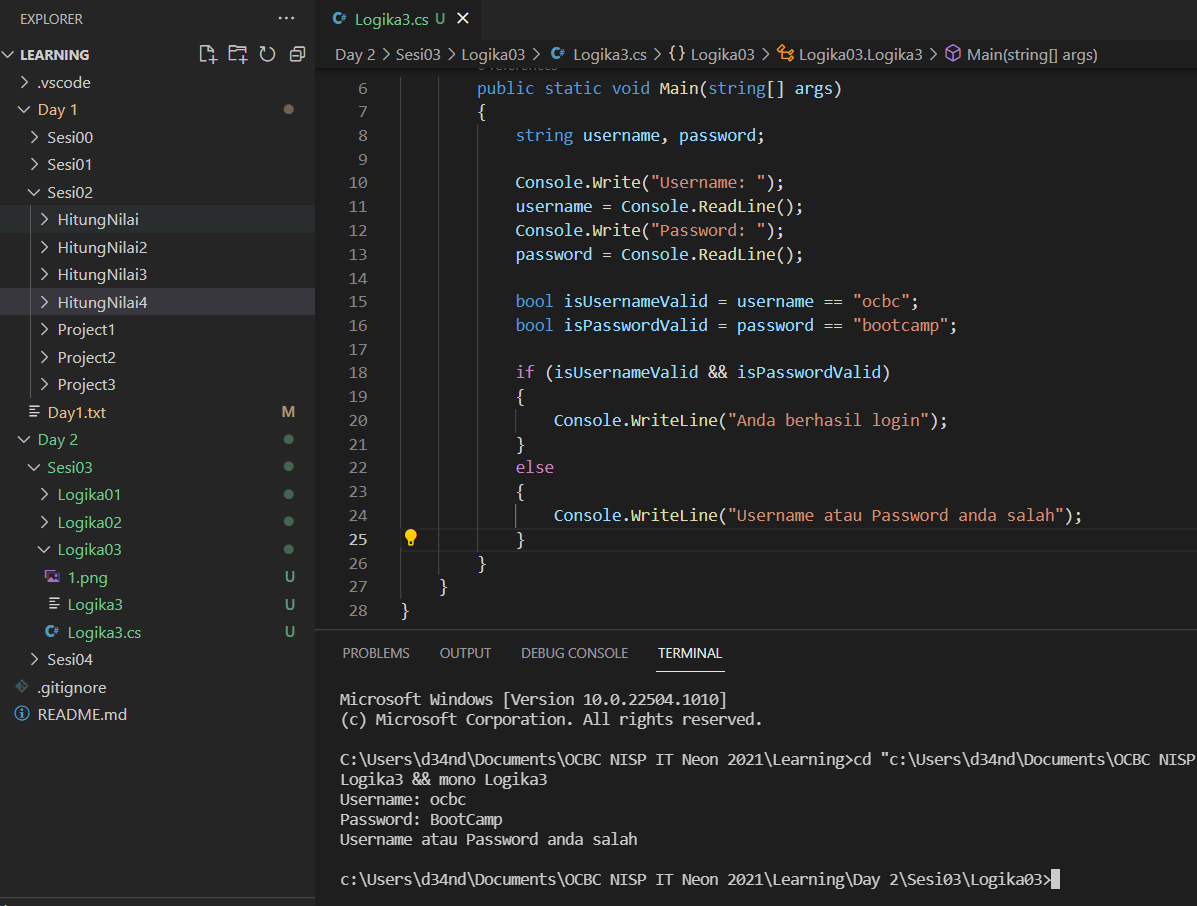 EXPLORER
LEARNING
.vscode
Day 1
Sesi00
Sesi01
Sesi02
HitungNilai
HitungNilai2
HitungNilai3
HitungNilai4
Project1
Project2
Project3
Day1.txt M
Day 2
Sesi03
Logika01
Logika02
Logika03
1.png U
Logika3 U
Logika3.cs U
Sesi04
.gitignore
README.md
C# Logika3.cs U
Day 2 > Sesi03 > Logika03 > C# Logika3.cs > {} Logika03 > Logika03.Logika3 > Main(string[] args)
6 public static void Main(string[] args)
7 {
8 string username, password;
9
10 Console.Write("Username: ");
11 username = Console.ReadLine();
12 Console.Write("Password: ");
13 password = Console.ReadLine();
14
15 bool isUsernameValid = username == "ocbc";
16 bool isPasswordValid = password == "bootcamp";
17
18 if (isUsernameValid && isPasswordValid)
19 {
20 Console.WriteLine("Anda berhasil login");
21 }
22 else
23 {
24 Console.WriteLine("Username atau Password anda salah");
25 }
26 }
27 }
28 }
PROBLEMS OUTPUT DEBUG CONSOLE TERMINAL
Microsoft Windows [Version 10.0.22504.1010]
(c) Microsoft Corporation. All rights reserved.
C:\Users\d34nd\Documents\OCBC NISP IT Neon 2021\Learning>cd "c:\Users\d34nd\Documents\OCBC NISP
Logika3 && mono Logika3
Username: ocbc
Password: BootCamp
Username atau Password anda salah
c:\Users\d34nd\Documents\OCBC NISP IT Neon 2021\Learning\Day 2\Sesi03\Logika03>